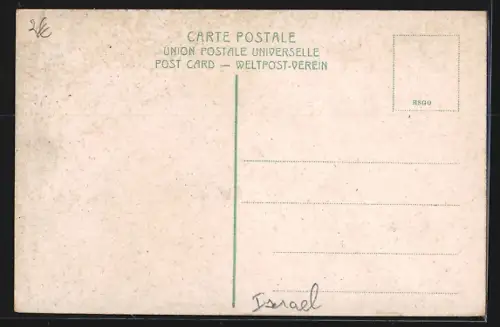 2€
CARTE POSTALE
UNION POSTALE UNIVERSELLE
POST CARD — WELTPOST-VEREIN
Israel